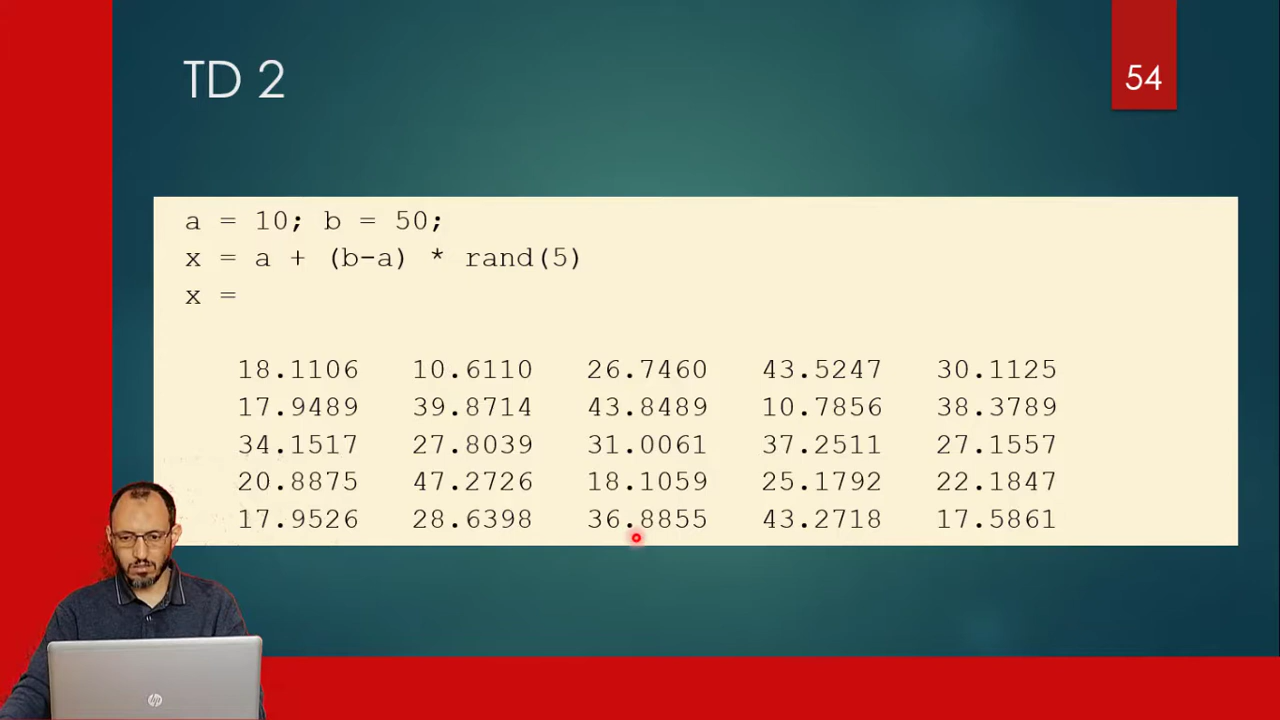 TD 2
54
a = 10; b = 50;
x = a + (b-a) * rand(5)
x =
18.1106 10.6110 26.7460 43.5247 30.1125
17.9489 39.8714 43.8489 10.7856 38.3789
34.1517 27.8039 31.0061 37.2511 27.1557
20.8875 47.2726 18.1059 25.1792 22.1847
17.9526 28.6398 36.8855 43.2718 17.5861
hp